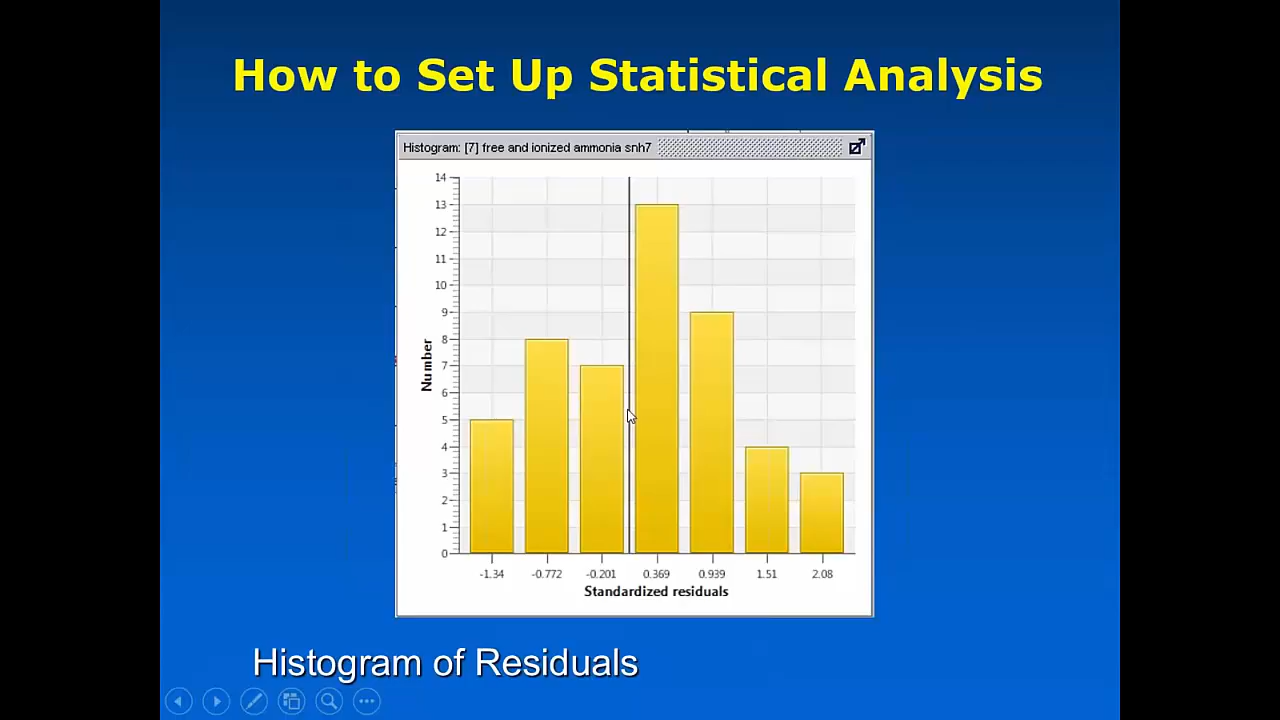 How to Set Up Statistical Analysis
Histogram: [7] free and ionized ammonia snh7
14
13
12
11
10
9
8
7
6
5
4
3
2
1
0
Number
-1.34 -0.772 -0.201 0.369 0.939 1.51 2.08
Standardized residuals
Histogram of Residuals